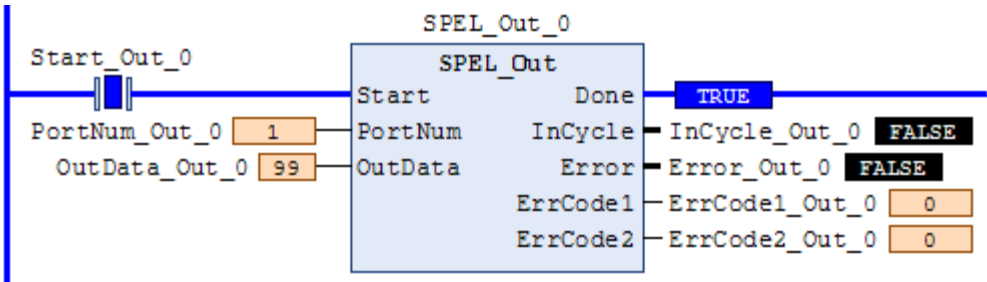 SPEL_Out_0
Start_Out_0 SPEL_Out
Start Done TRUE
PortNum_Out_0 1 PortNum InCycle InCycle_Out_0 FALSE
OutData_Out_0 99 OutData Error Error_Out_0 FALSE
ErrCode1 ErrCode1_Out_0 0
ErrCode2 ErrCode2_Out_0 0